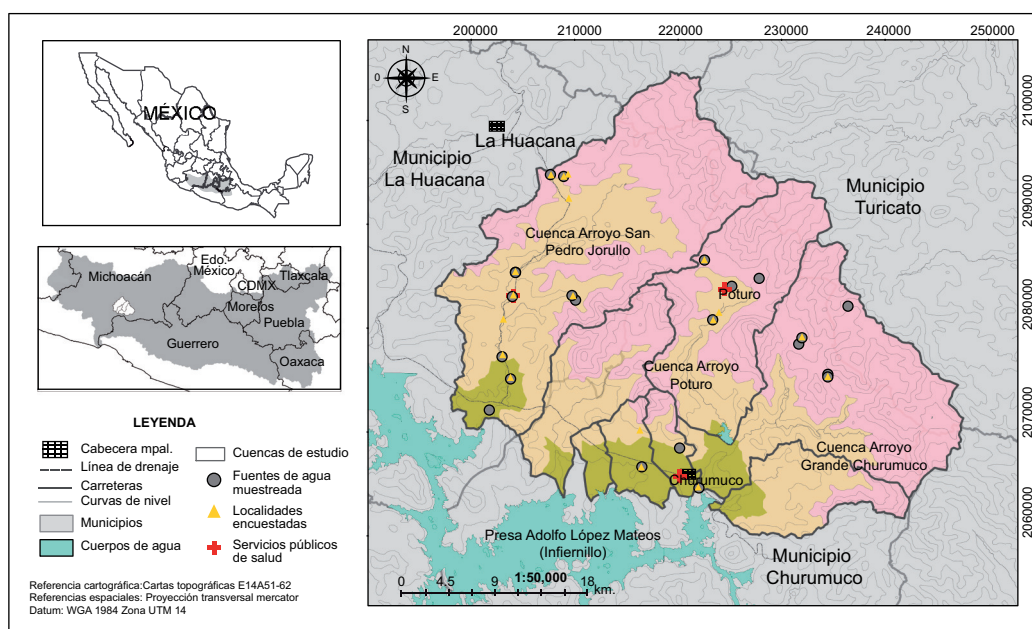 MÉXICO
Michoacán
Edo.
México
CDMX
Tlaxcala
Morelos
Puebla
Guerrero
Oaxaca
LEYENDA
Cabecera mpal.
Línea de drenaje
Carreteras
Curvas de nivel
Municipios
Cuerpos de agua
Cuencas de estudio
Fuentes de agua
muestreada
Localidades
encuestadas
Servicios públicos
de salud
Referencia cartográfica:Cartas topográficas E14A51-62
Referencias espaciales: Proyección transversal mercator
Datum: WGA 1984 Zona UTM 14
200000 210000 220000 230000 240000 250000
N
O E
S
La Huacana
Municipio
La Huacana
Municipio
Turicato
Cuenca Arroyo San
Pedro Jorullo
Poturo
Cuenca Arroyo
Poturo
Cuenca Arroyo
Grande Churumuco
Churumuco
Presa Adolfo López Mateos
(Infiernillo)
Municipio
Churumuco
1:50,000
0 4.5 9 18
km.
2100000
2090000
2080000
2070000
2060000